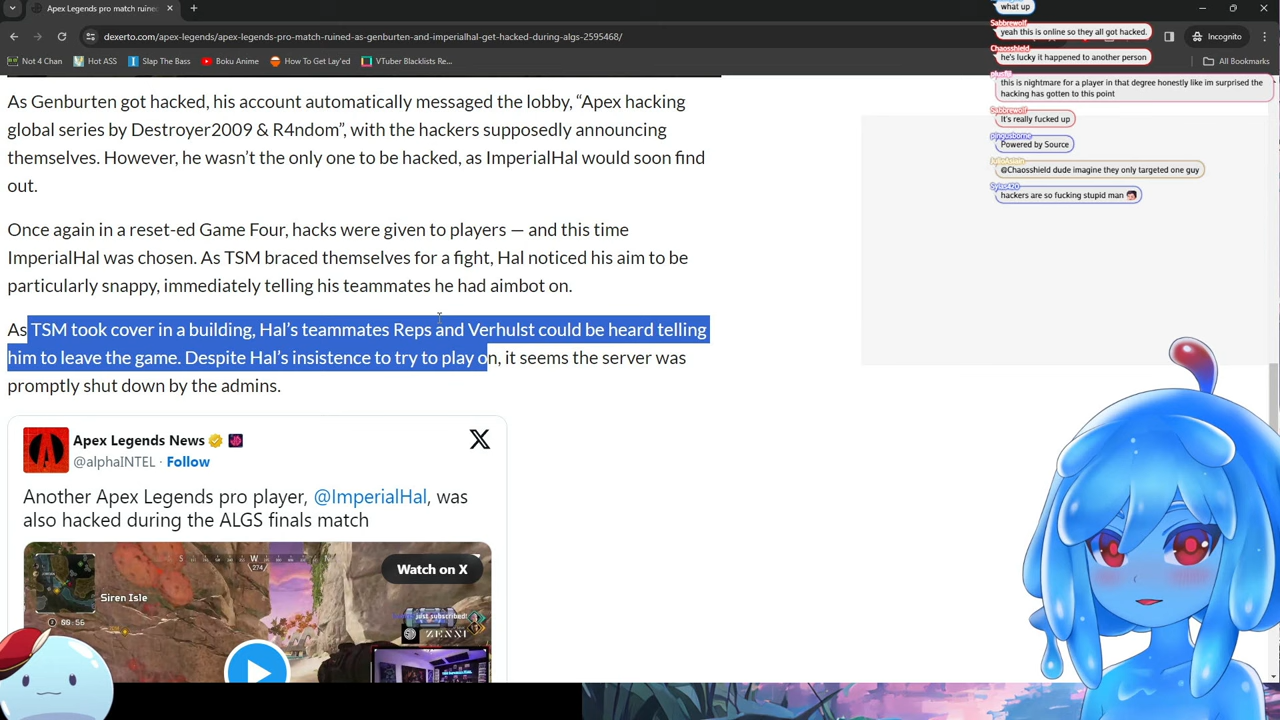 Apex Legends pro match ruined
dexerto.com/apex-legends/apex-legends-pro-match-ruined-as-genburten-and-imperialhal-get-hacked-during-algs-2595468/
Incognito
Not 4 Chan
Hot ASS
Slap The Bass
Boku Anime
How To Get Lay'ed
VTuber Blacklists Re...
All Bookmarks
As Genburten got hacked, his account automatically messaged the lobby, “Apex hacking
global series by Destroyer2009 & R4ndom”, with the hackers supposedly announcing
themselves. However, he wasn’t the only one to be hacked, as ImperialHal would soon find
out.
Once again in a reset-ed Game Four, hacks were given to players — and this time
ImperialHal was chosen. As TSM braced themselves for a fight, Hal noticed his aim to be
particularly snappy, immediately telling his teammates he had aimbot on.
As TSM took cover in a building, Hal’s teammates Reps and Verhulst could be heard telling
him to leave the game. Despite Hal’s insistence to try to play on, it seems the server was
promptly shut down by the admins.
Apex Legends News
@alphaINTEL · Follow
Another Apex Legends pro player, @ImperialHal, was
also hacked during the ALGS finals match
Watch on X
S
W
274
Siren Isle
00:56
just subscribed!
ZENNI
what up
Sabbrewolf
yeah this is online so they all got hacked.
Chaosshield
he's lucky it happened to another person
this is nightmare for a player in that degree honestly like im surprised the
hacking has gotten to this point
Sabbrewolf
It's really fucked up
pingusborne
Powered by Source
@Chaosshield dude imagine they only targeted one guy
Syles420
hackers are so fucking stupid man